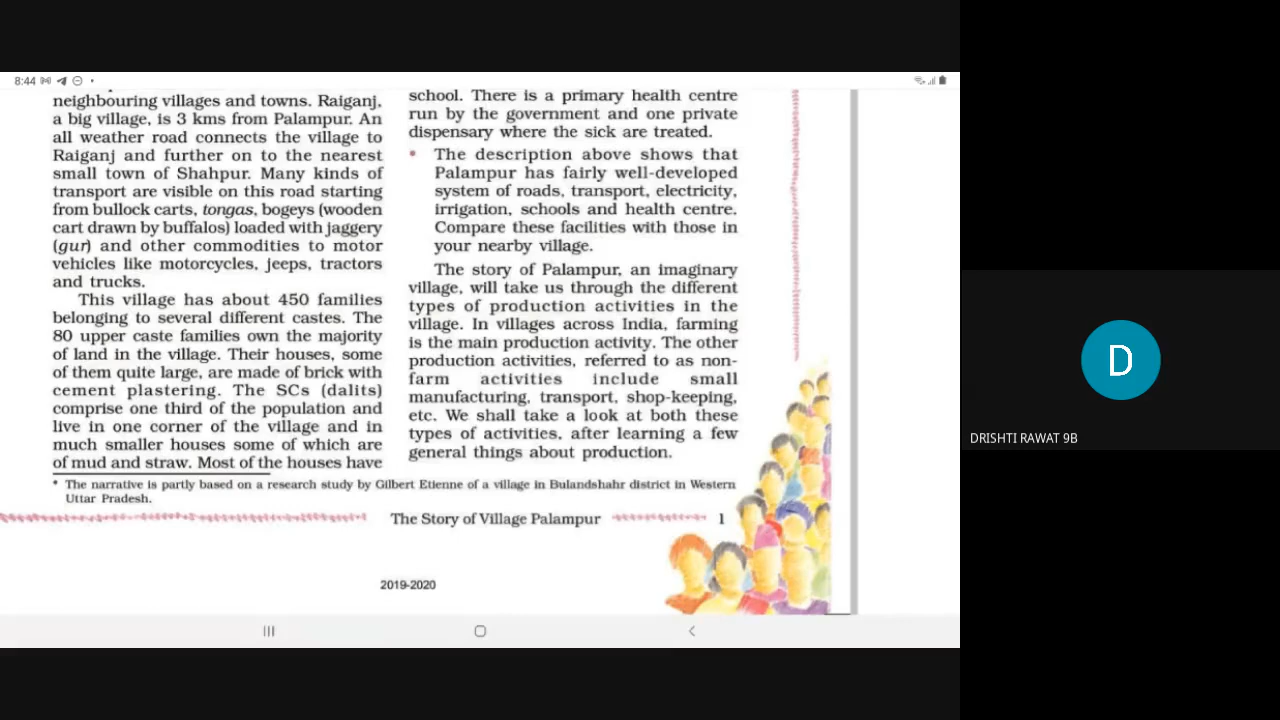 8:44
neighbouring villages and towns. Raiganj,
a big village, is 3 kms from Palampur. An
all weather road connects the village to
Raiganj and further on to the nearest
small town of Shahpur. Many kinds of
transport are visible on this road starting
from bullock carts, tongas, bogeys (wooden
cart drawn by buffalos) loaded with jaggery
(gur) and other commodities to motor
vehicles like motorcycles, jeeps, tractors
and trucks.
This village has about 450 families
belonging to several different castes. The
80 upper caste families own the majority
of land in the village. Their houses, some
of them quite large, are made of brick with
cement plastering. The SCs (dalits)
comprise one third of the population and
live in one corner of the village and in
much smaller houses some of which are
of mud and straw. Most of the houses have
school. There is a primary health centre
run by the government and one private
dispensary where the sick are treated.
• The description above shows that
Palampur has fairly well-developed
system of roads, transport, electricity,
irrigation, schools and health centre.
Compare these facilities with those in
your nearby village.
The story of Palampur, an imaginary
village, will take us through the different
types of production activities in the
village. In villages across India, farming
is the main production activity. The other
production activities, referred to as non-
farm activities include small
manufacturing, transport, shop-keeping,
etc. We shall take a look at both these
types of activities, after learning a few
general things about production.
* The narrative is partly based on a research study by Gilbert Etienne of a village in Bulandshahr district in Western
Uttar Pradesh.
The Story of Village Palampur 1
2019-2020
D
DRISHTI RAWAT 9B